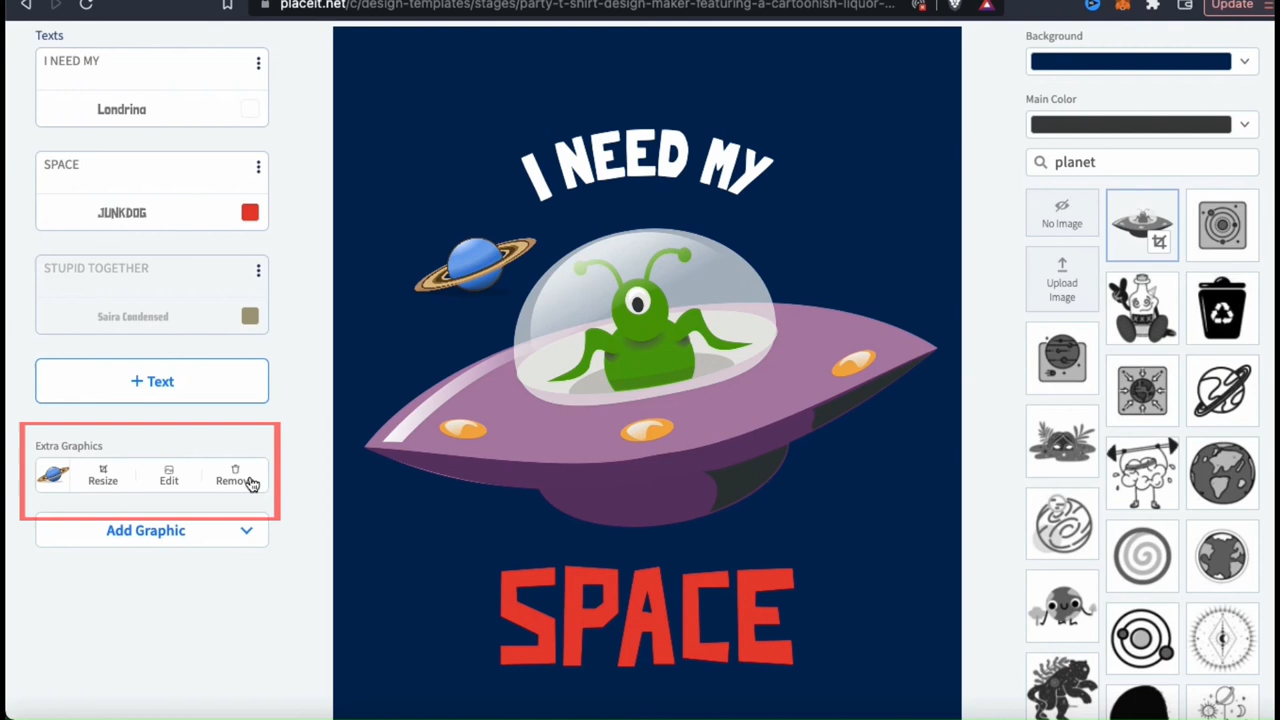 placeit.net/c/design-templates/stages/party-t-shirt-design-maker-featuring-a-cartoonish-liquor-...
Update
Texts
I NEED MY
Londrina
SPACE
JUNKDOG
STUPID TOGETHER
Saira Condensed
+ Text
Extra Graphics
Resize
Edit
Remove
Add Graphic
I NEED MY
SPACE
Background
Main Color
planet
No Image
Upload
Image